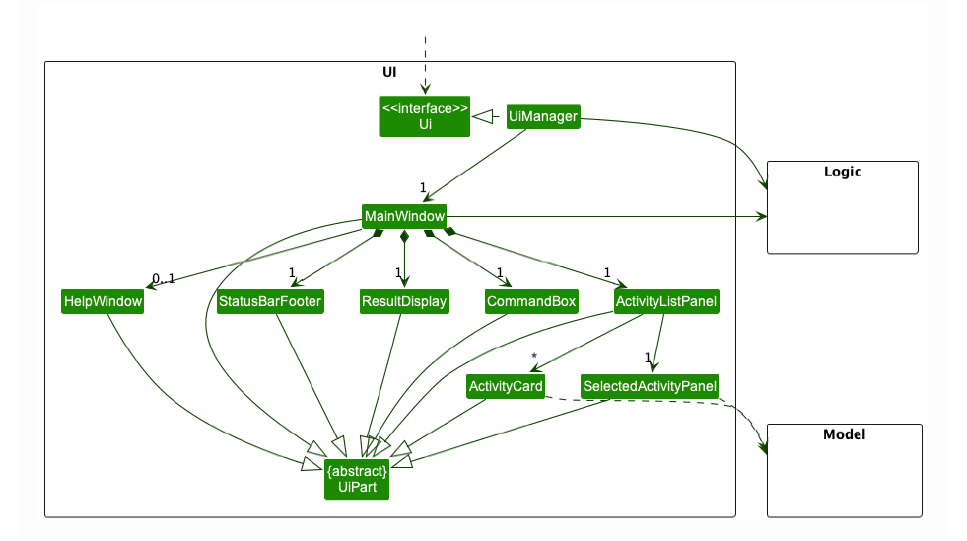 UI
<<interface>>
Ui
UiManager
Logic
1
MainWindow
0..1
1
1
1
1
HelpWindow
StatusBarFooter
ResultDisplay
CommandBox
ActivityListPanel
*
1
ActivityCard
SelectedActivityPanel
Model
{abstract}
UiPart